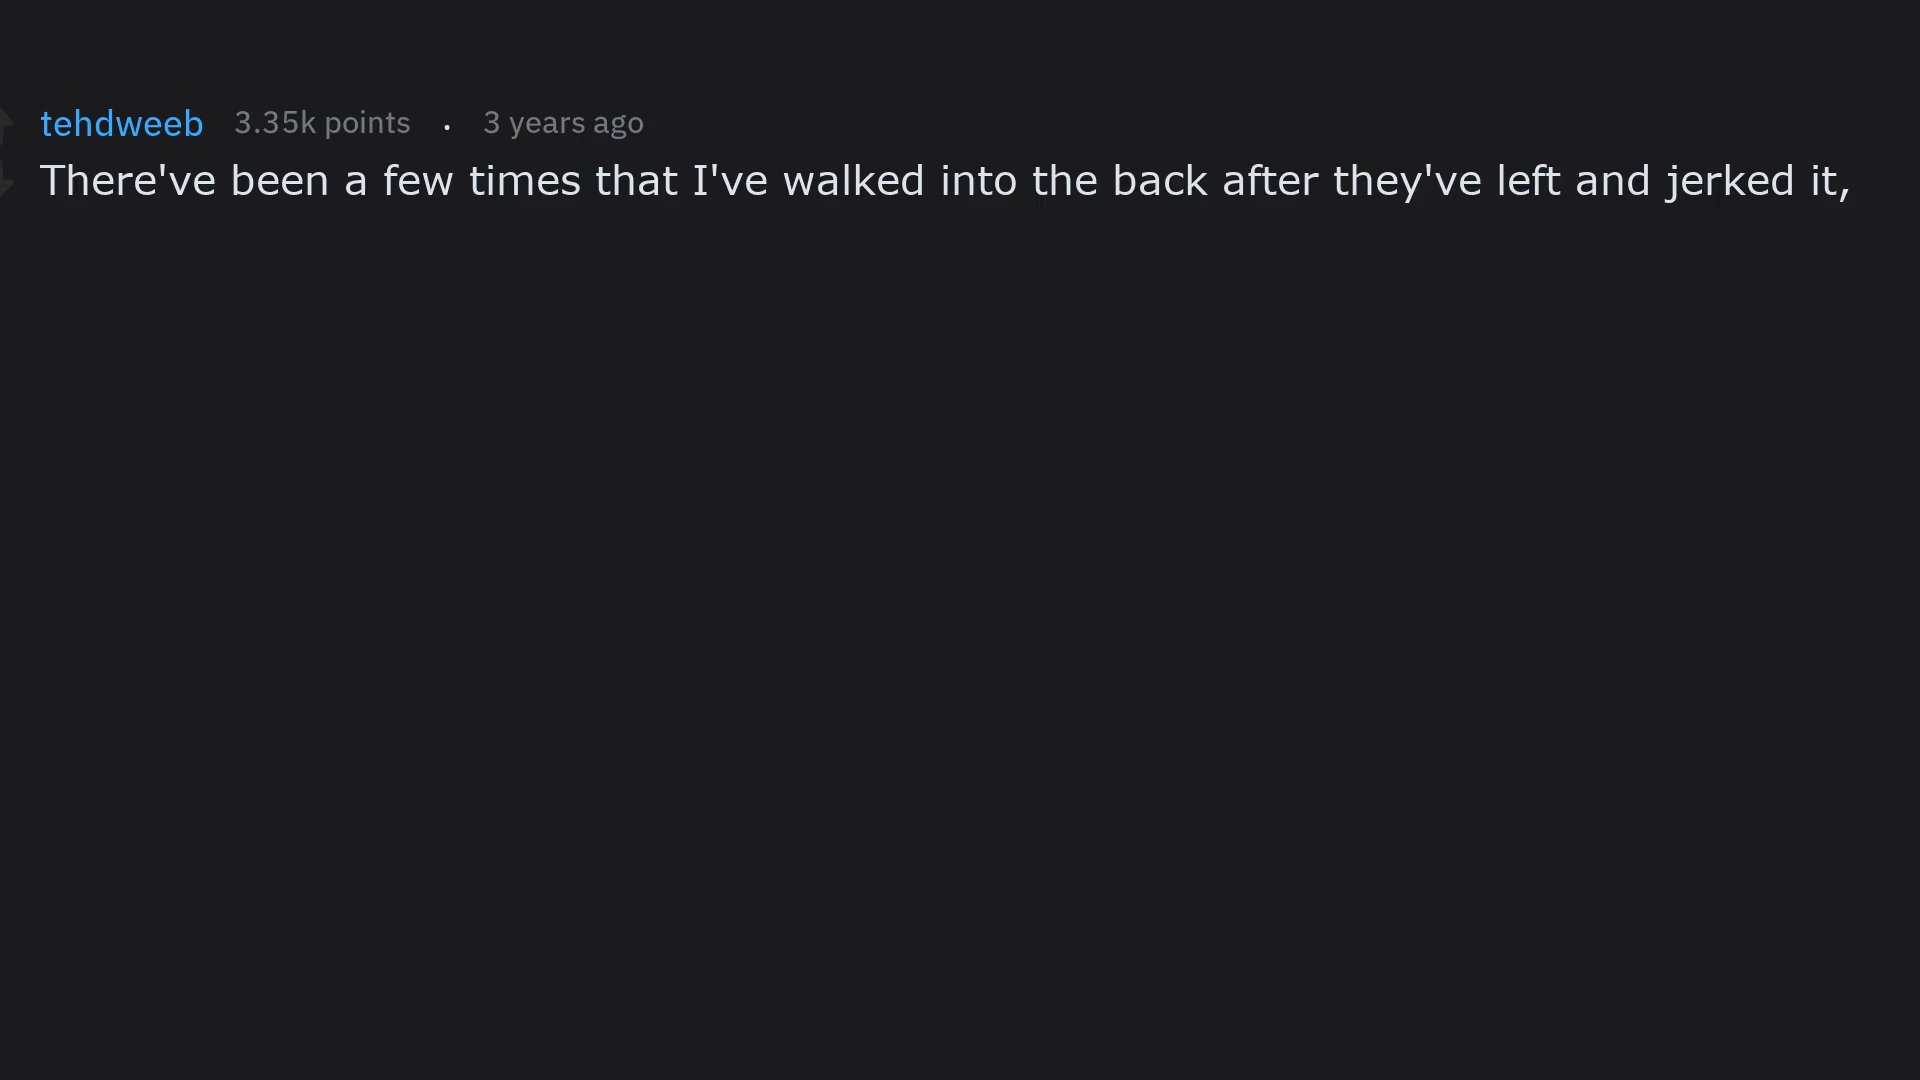 tehdweeb 3.35k points . 3 years ago
There've been a few times that I've walked into the back after they've left and jerked it,